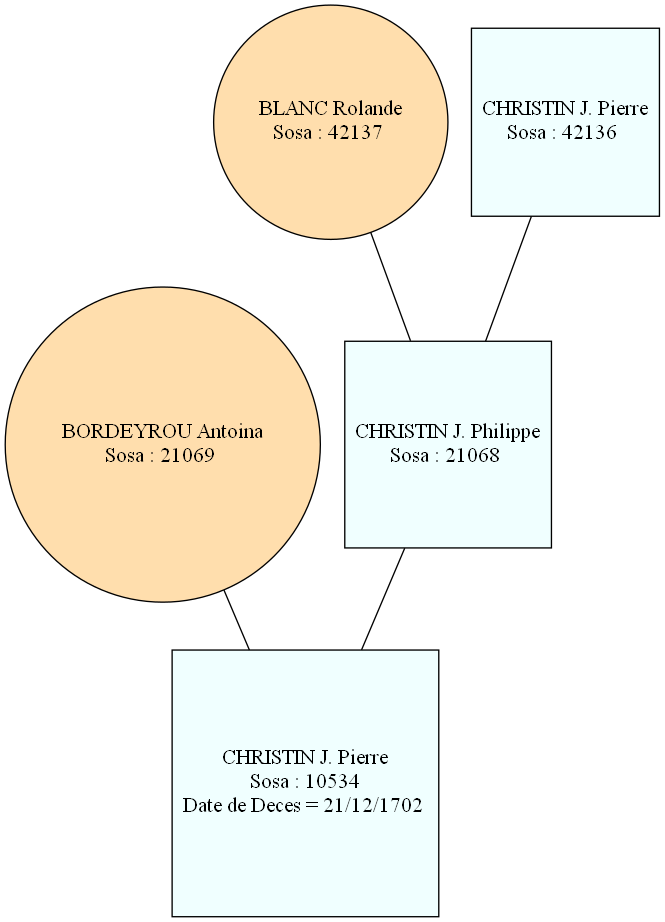 BLANC Rolande
Sosa : 42137
CHRISTIN J. Pierre
Sosa : 42136
BORDEYROU Antoina
Sosa : 21069
CHRISTIN J. Philippe
Sosa : 21068
CHRISTIN J. Pierre
Sosa : 10534
Date de Deces = 21/12/1702